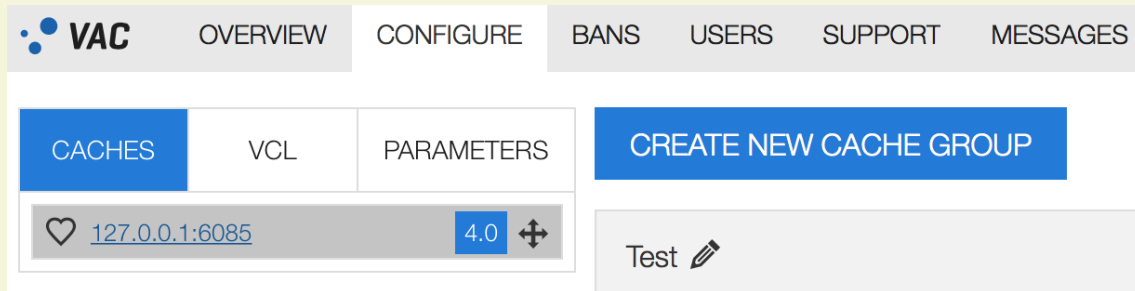 VAC OVERVIEW CONFIGURE BANS USERS SUPPORT MESSAGES
CACHES VCL PARAMETERS
CREATE NEW CACHE GROUP
127.0.0.1:6085 4.0
Test